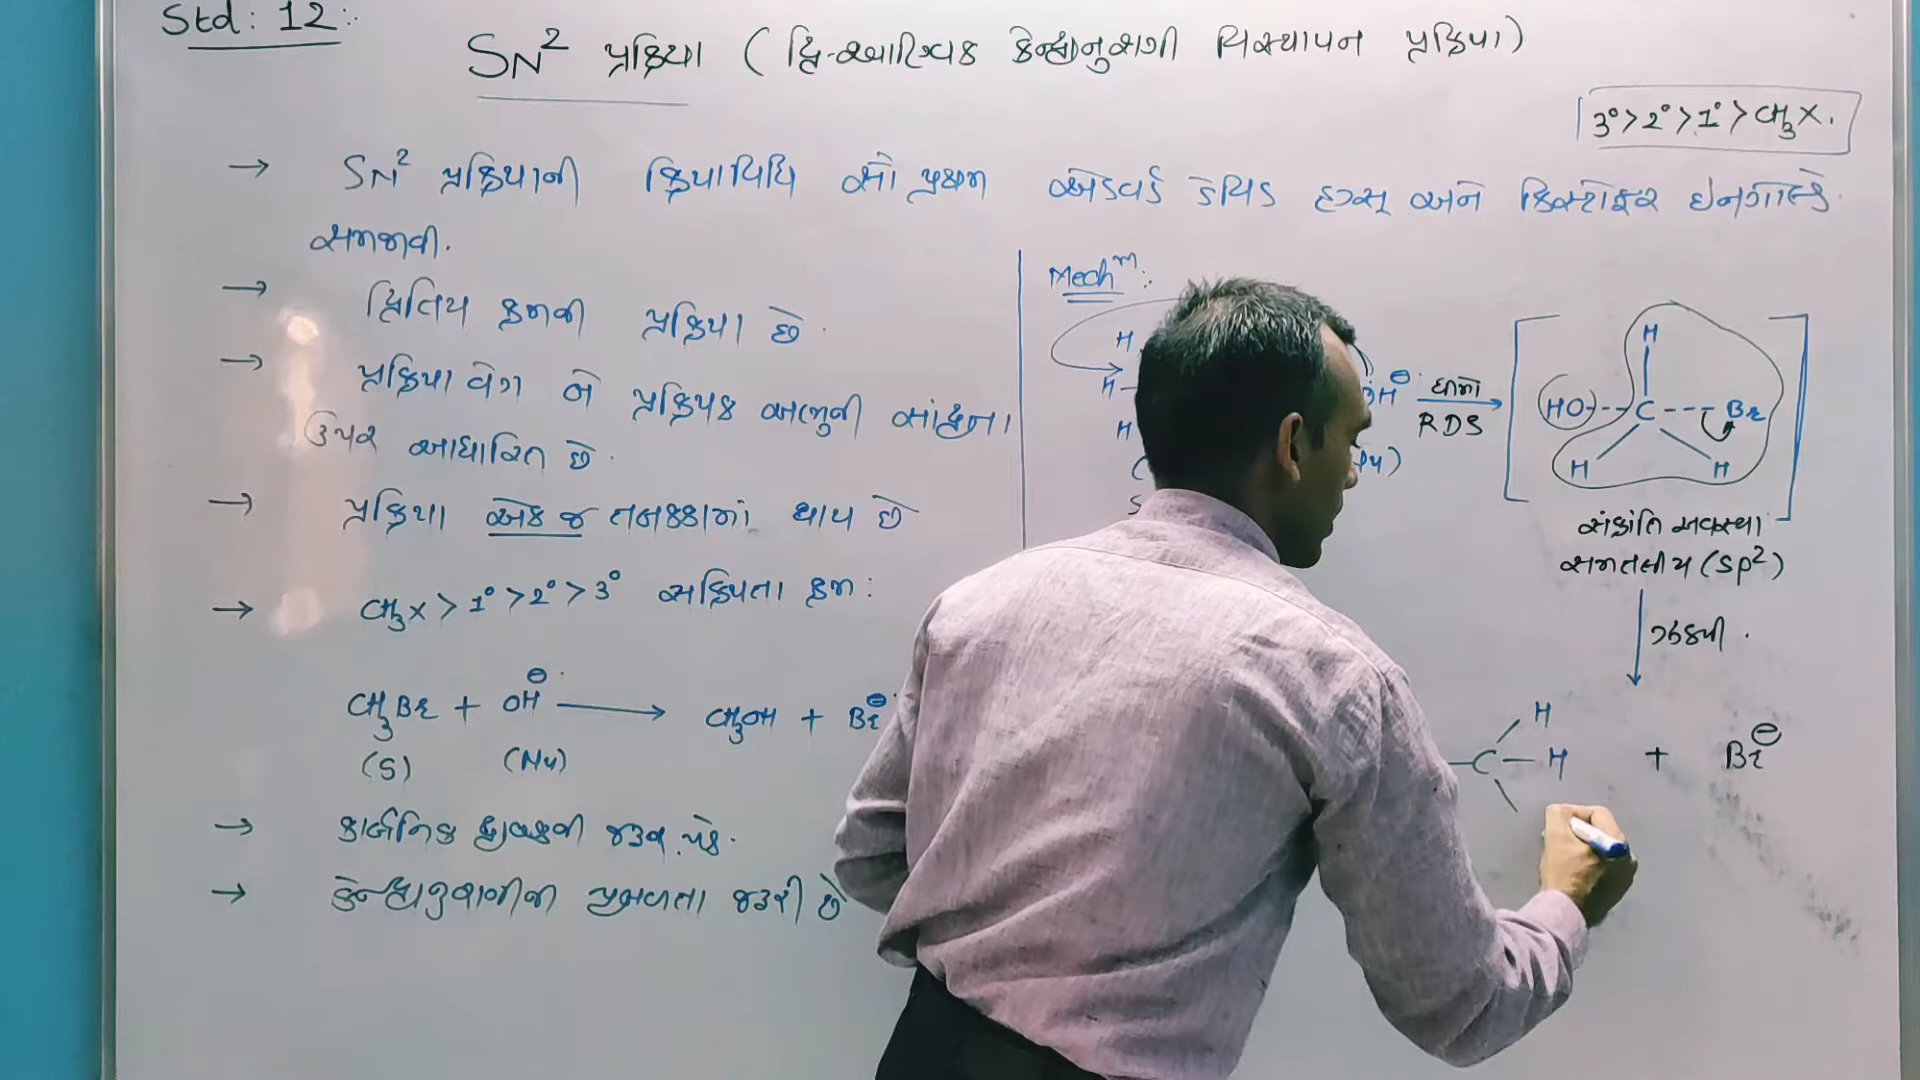 Std: 12:
SN² પ્રક્રિયા ( દ્વિ-આણ્વિક કેન્દ્રાનુરાગી વિસ્થાપન પ્રક્રિયા)
3° > 2° > 1° > CH₃X.
→ SN² પ્રક્રિયાની ક્રિયાવિધિ સૌ પ્રથમ એડવર્ડ ડેવિડ હગ્સ અને ક્રિસ્ટોફર ઇનગોલ્ડે
સમજાવી.
→ દ્વિતિય ક્રમની પ્રક્રિયા છે.
→ પ્રક્રિયા વેગ બે પ્રક્રિયક અણુની સાંદ્રતા
ઉપર આધારિત છે.
→ પ્રક્રિયા એક જ તબક્કામાં થાય છે
→ CH₃X > 1° > 2° > 3° સક્રિયતા ક્રમ:
CH₃Br + OH⊖ ⟶ CH₃OH + Br⊖
(S) (Nu)
→ કાર્બનિક દ્રાવકની જરૂર પડે.
→ કેન્દ્રાનુરાગીની પ્રબળતા જરૂરી છે
Mechᵐ:
H
H–
H
OH⊖ ધીમે
RDS
H
HO---C---Br
H H
સંક્રાંતિ અવસ્થા
સમતલીય (sp²)
ઝડપી.
H
–C–H + Br⊖